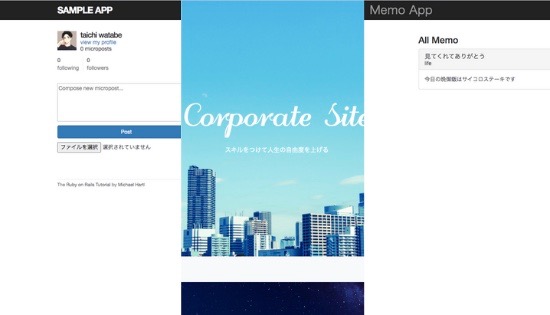 SAMPLE APP
taichi watabe
view my profile
0 microposts
0 0
following followers
Compose new micropost...
Post
ファイルを選択 選択されていません
The Ruby on Rails Tutorial by Michael Hartl
Corporate Site
スキルをつけて人生の自由度を上げる
Memo App
All Memo
見てくれてありがとう
life
今日の晩御飯はサイコロステーキです